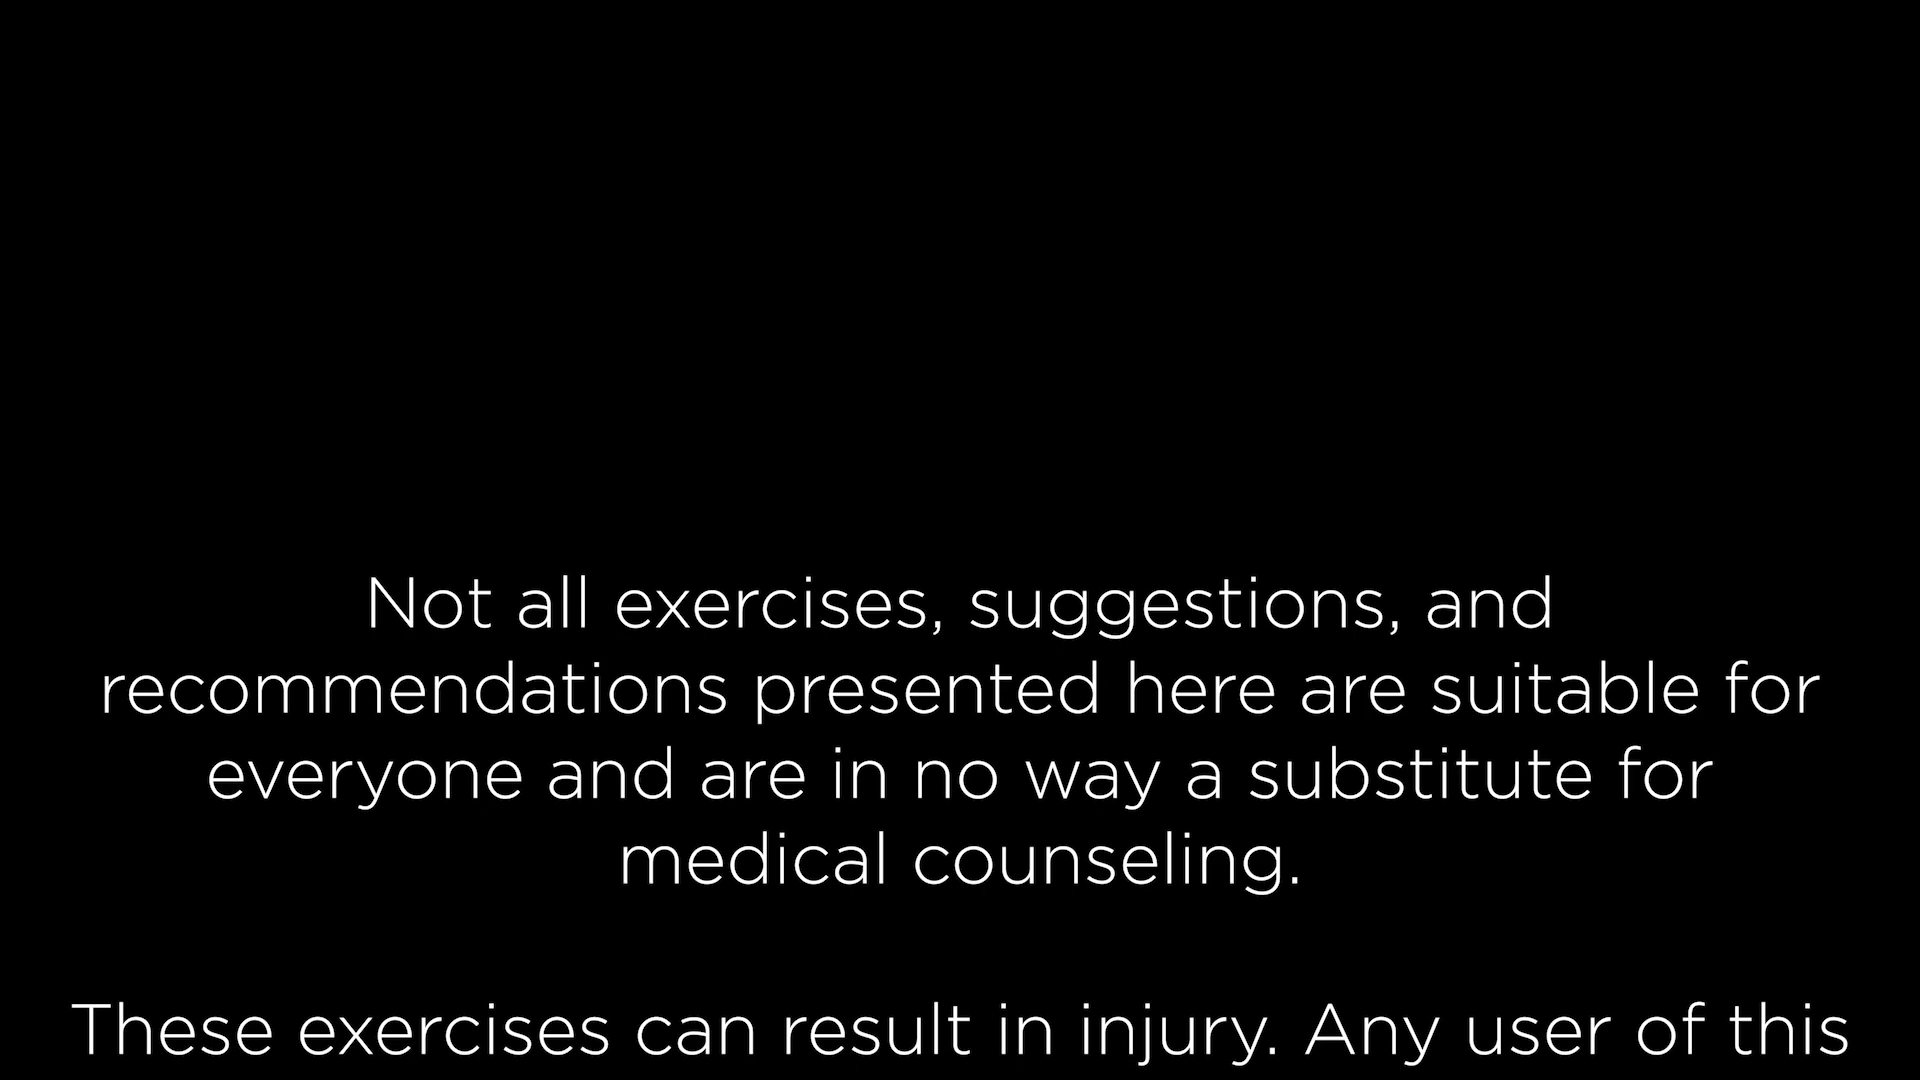 Not all exercises, suggestions, and
recommendations presented here are suitable for
everyone and are in no way a substitute for
medical counseling.
These exercises can result in injury. Any user of this